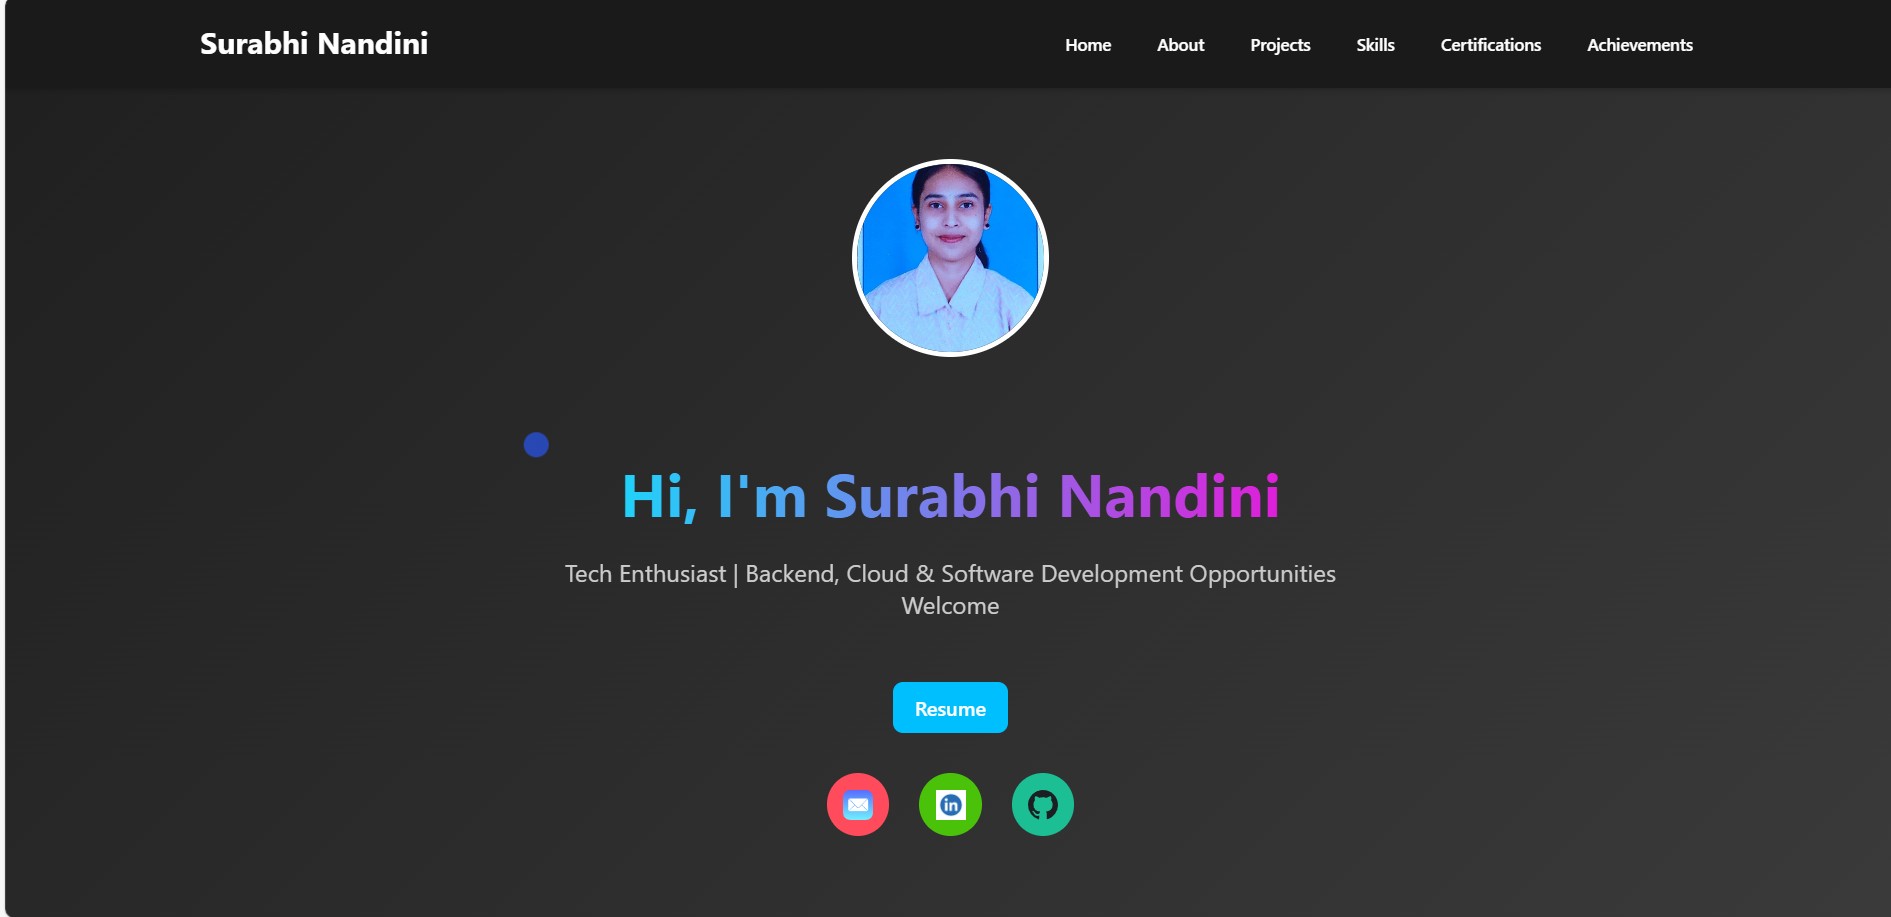 Surabhi Nandini
Home About Projects Skills Certifications Achievements
Hi, I'm Surabhi Nandini
Tech Enthusiast | Backend, Cloud & Software Development Opportunities
Welcome
Resume
in